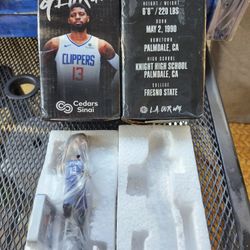 CLIPPERS
13
Cedars
Sinai
HEIGHT / WEIGHT
6'8" / 220 LBS
BORN
MAY 2, 1990
HOMETOWN
PALMDALE, CA
HIGH SCHOOL
KNIGHT HIGH SCHOOL
PALMDALE, CA
COLLEGE
FRESNO STATE
L.A. OUR WAY